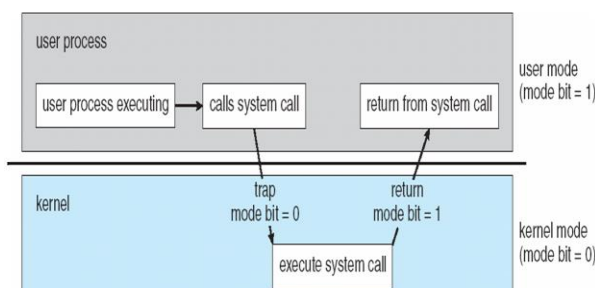 user process
user process executing
calls system call
return from system call
user mode
(mode bit = 1)
trap
mode bit = 0
return
mode bit = 1
kernel
execute system call
kernel mode
(mode bit = 0)